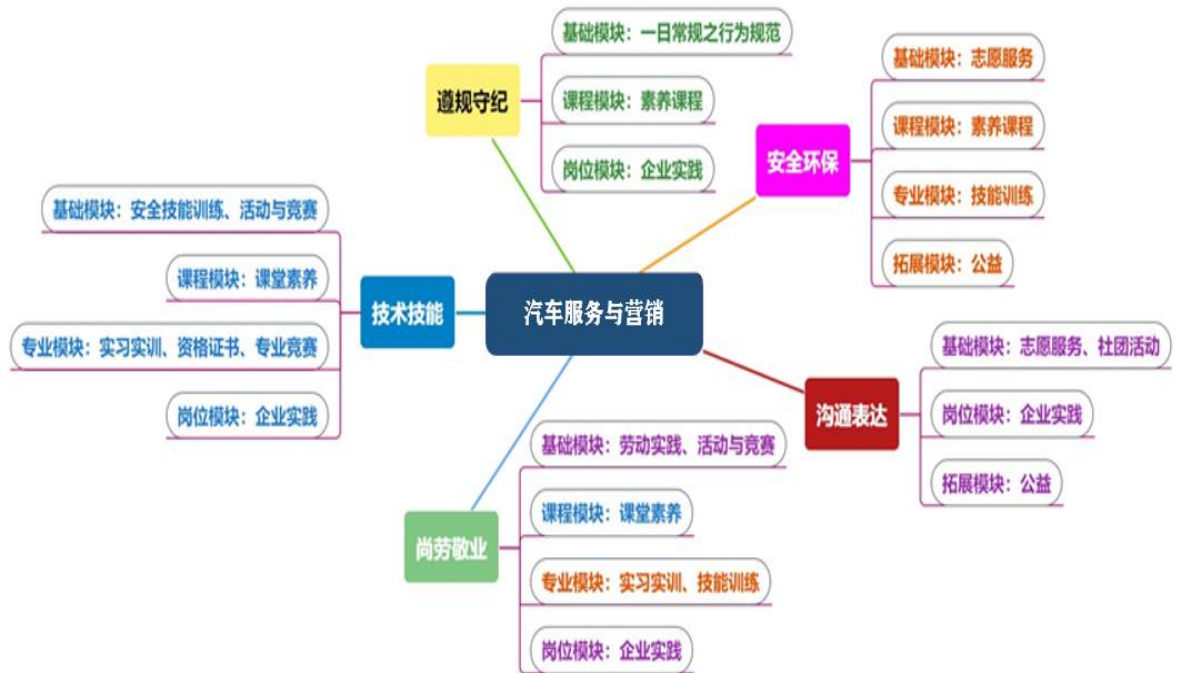 汽车服务与营销
遵规守纪
基础模块：一日常规之行为规范
课程模块：素养课程
岗位模块：企业实践
安全环保
基础模块：志愿服务
课程模块：素养课程
专业模块：技能训练
拓展模块：公益
技术技能
基础模块：安全技能训练、活动与竞赛
课程模块：课堂素养
专业模块：实习实训、资格证书、专业竞赛
岗位模块：企业实践
沟通表达
基础模块：志愿服务、社团活动
岗位模块：企业实践
拓展模块：公益
尚劳敬业
基础模块：劳动实践、活动与竞赛
课程模块：课堂素养
专业模块：实习实训、技能训练
岗位模块：企业实践